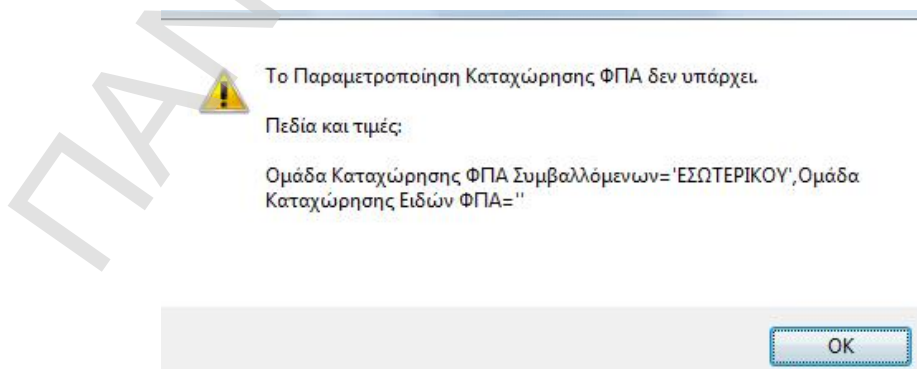 ΠΑΝ
Το Παραμετροποίηση Καταχώρησης ΦΠΑ δεν υπάρχει.
Πεδία και τιμές:
Ομάδα Καταχώρησης ΦΠΑ Συμβαλλόμενων='ΕΣΩΤΕΡΙΚΟΥ',Ομάδα
Καταχώρησης Ειδών ΦΠΑ=''
OK